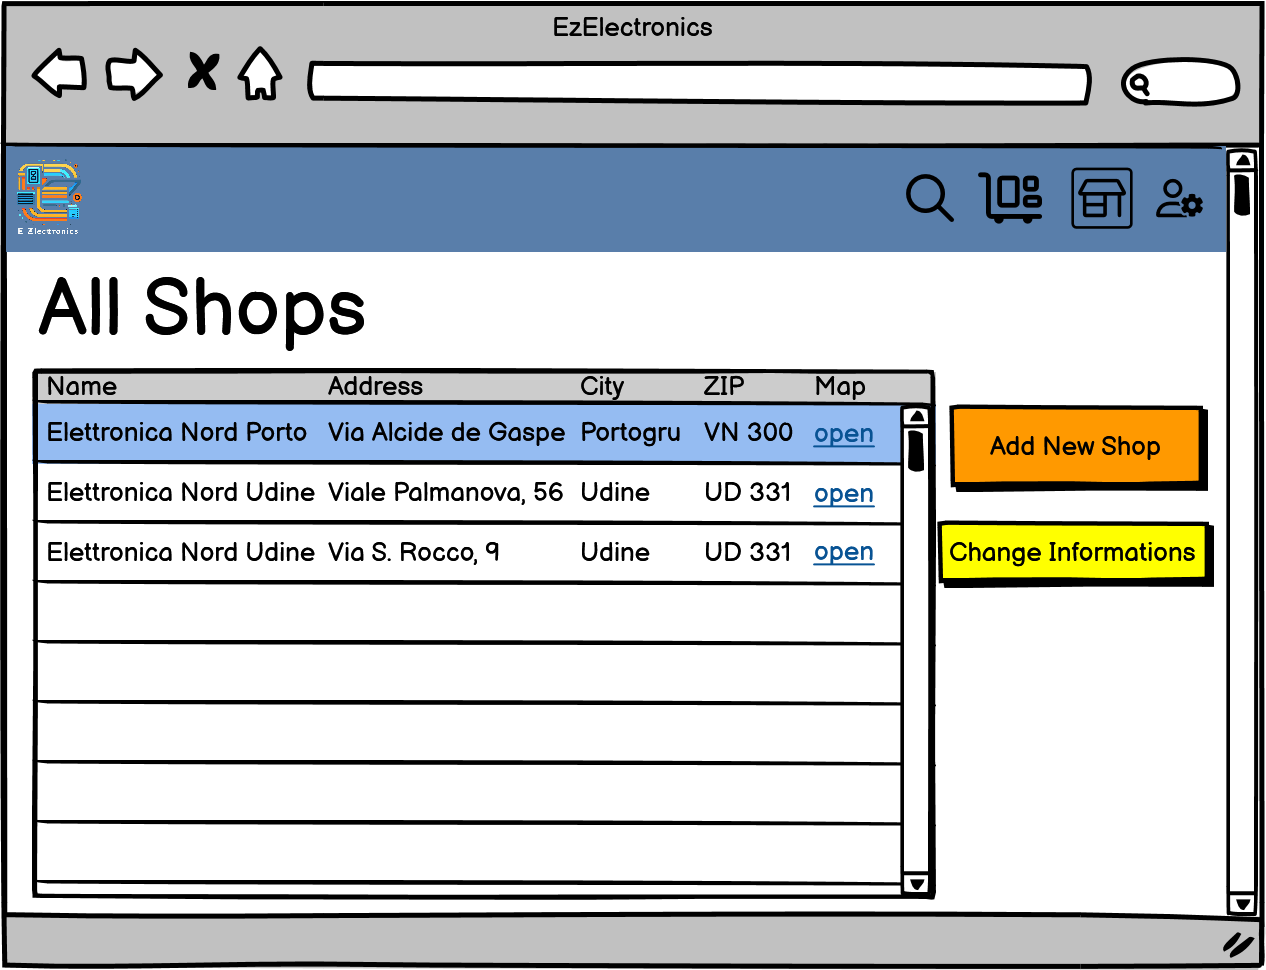 EzElectronics
E Zlectronics
All Shops
Name Address City ZIP Map
Elettronica Nord Porto Via Alcide de Gaspe Portogru VN 300 open
Elettronica Nord Udine Viale Palmanova, 56 Udine UD 331 open
Elettronica Nord Udine Via S. Rocco, 9 Udine UD 331 open
Add New Shop
Change Informations